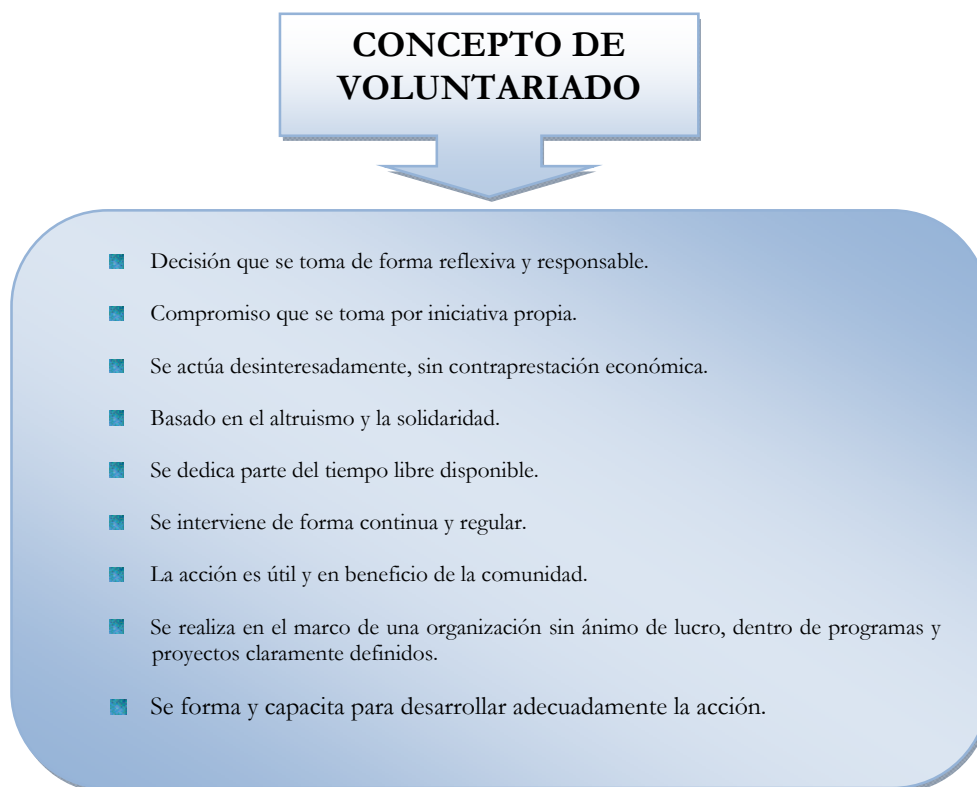 CONCEPTO DE
VOLUNTARIADO
Decisión que se toma de forma reflexiva y responsable.
Compromiso que se toma por iniciativa propia.
Se actúa desinteresadamente, sin contraprestación económica.
Basado en el altruismo y la solidaridad.
Se dedica parte del tiempo libre disponible.
Se interviene de forma continua y regular.
La acción es útil y en beneficio de la comunidad.
Se realiza en el marco de una organización sin ánimo de lucro, dentro de programas y
proyectos claramente definidos.
Se forma y capacita para desarrollar adecuadamente la acción.